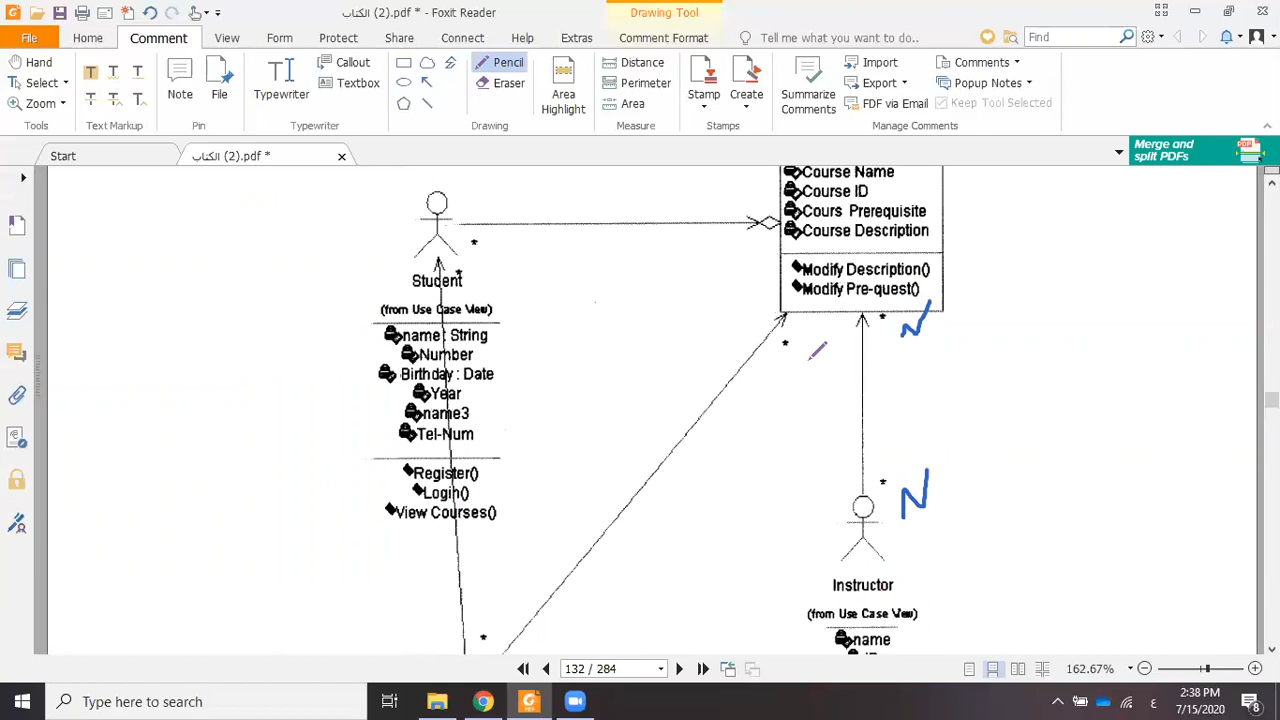 الكتاب (2).pdf * - Foxit Reader
Drawing Tool
File
Home
Comment
View
Form
Protect
Share
Connect
Help
Extras
Comment Format
Tell me what you want to do..
Find
Hand
Select
Zoom
Tools
Text Markup
Note
File
Pin
Typewriter
Callout
Textbox
Typewriter
Pencil
Eraser
Drawing
Area Highlight
Distance
Perimeter
Area
Measure
Stamp
Create
Stamps
Summarize Comments
Import
Export
FDF via Email
Comments
Popup Notes
Keep Tool Selected
Manage Comments
Start
الكتاب (2).pdf *
Merge and
split PDFs
Course Name
Course ID
Cours Prerequisite
Course Description
Modify Description()
Modify Pre-quest()
*
*
Student
(from Use Case View)
name : String
Number
Birthday : Date
Year
name3
Tel-Num
Register()
Login()
View Courses()
*
*
N
*
*
N
Instructor
(from Use Case View)
name
*
132 / 284
162.67%
Type here to search
2:38 PM
7/15/2020
ع
8